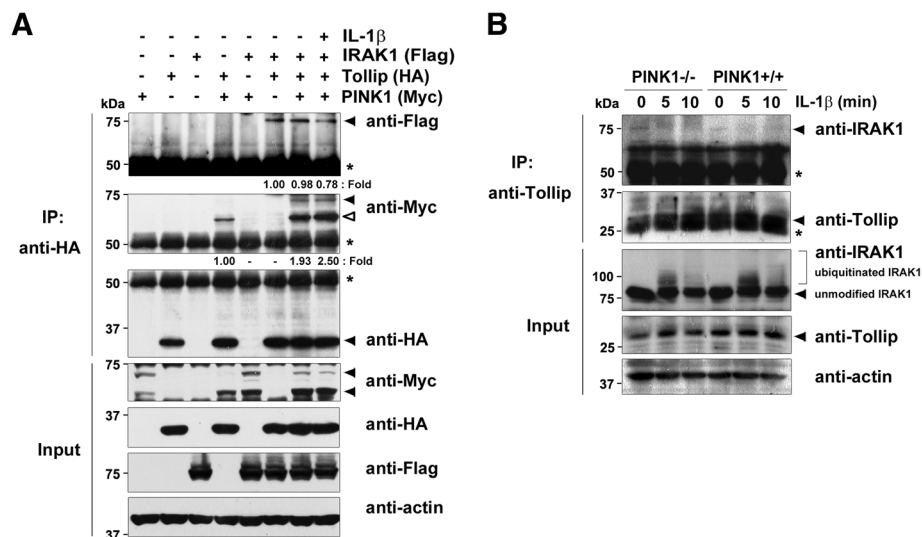 A
- - - - - - - + IL-1β
- - + - + + + + IRAK1 (Flag)
- + - + - + + + Tollip (HA)
+ - - + + - + + PINK1 (Myc)
kDa
75 anti-Flag
50 *
1.00 0.98 0.78 : Fold
75 anti-Myc
IP:
anti-HA
50 *
1.00 - - 1.93 2.50 : Fold
50 *
37
anti-HA
75 anti-Myc
50
37 anti-HA
Input
75 anti-Flag
anti-actin
37
B
PINK1-/- PINK1+/+
kDa 0 5 10 0 5 10 IL-1β (min)
75 anti-IRAK1
IP:
anti-Tollip
50 *
37
anti-Tollip
25 *
anti-IRAK1
100 ubiquitinated IRAK1
75 unmodified IRAK1
Input
37
anti-Tollip
25
37 anti-actin